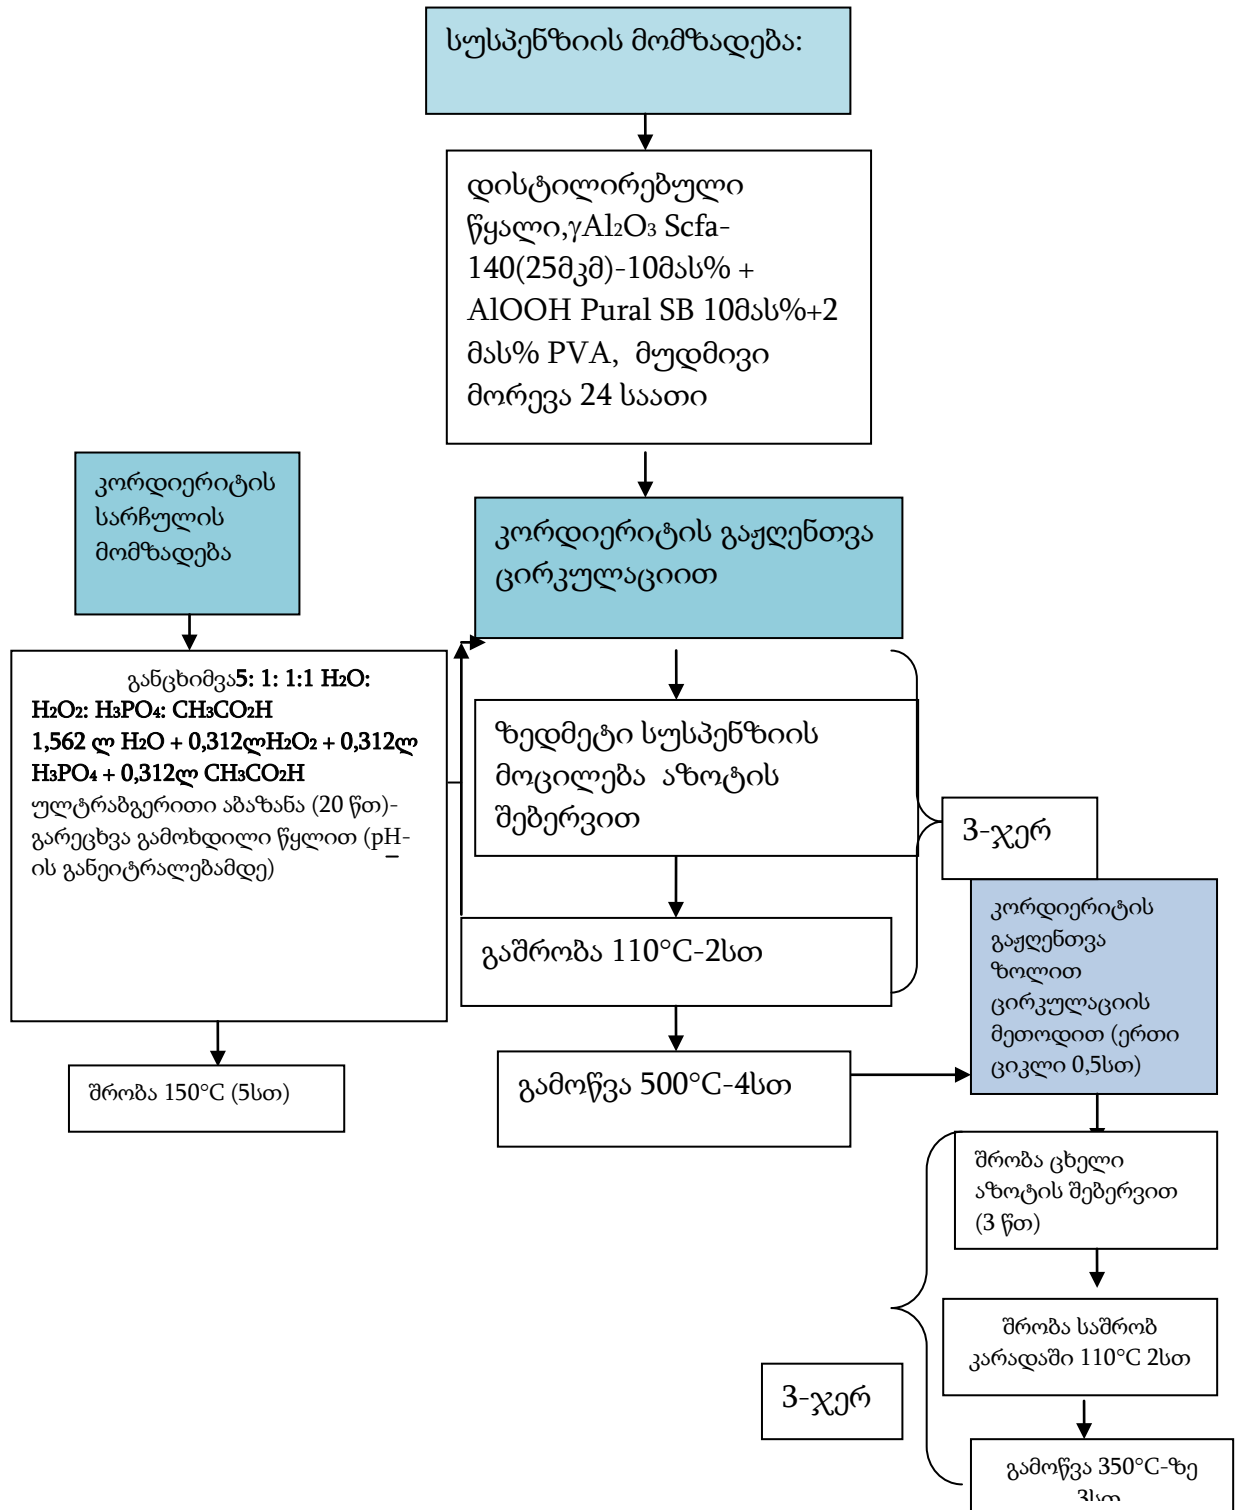 სუსპენზიის მომზადება:
დისტილირებული
წყალი,γAl₂O₃ Scfa-
140(25მკმ)-10მას% +
AlOOH Pural SB 10მას%+2
მას% PVA, მუდმივი
მორევა 24 საათი
კორდიერიტის
სარჩულის
მომზადება
განცხიმვა5: 1: 1:1 H₂O:
H₂O₂: H₃PO₄: CH₃CO₂H
1,562 ლ H₂O + 0,312ლH₂O₂ + 0,312ლ
H₃PO₄ + 0,312ლ CH₃CO₂H
ულტრაბგერითი აბაზანა (20 წთ)-
გარეცხვა გამოხდილი წყლით (pH-
ის განეიტრალებამდე)
შრობა 150°C (5სთ)
კორდიერიტის გაჟღენთვა
ცირკულაციით
ზედმეტი სუსპენზიის
მოცილება აზოტის
შებერვით
გაშრობა 110°C-2სთ
3-ჯერ
გამოწვა 500°C-4სთ
კორდიერიტის
გაჟღენთვა
ზოლით
ცირკულაციის
მეთოდით (ერთი
ციკლი 0,5სთ)
შრობა ცხელი
აზოტის შებერვით
(3 წთ)
შრობა საშრობ
კარადაში 110°C 2სთ
3-ჯერ
გამოწვა 350°C-ზე
3სთ